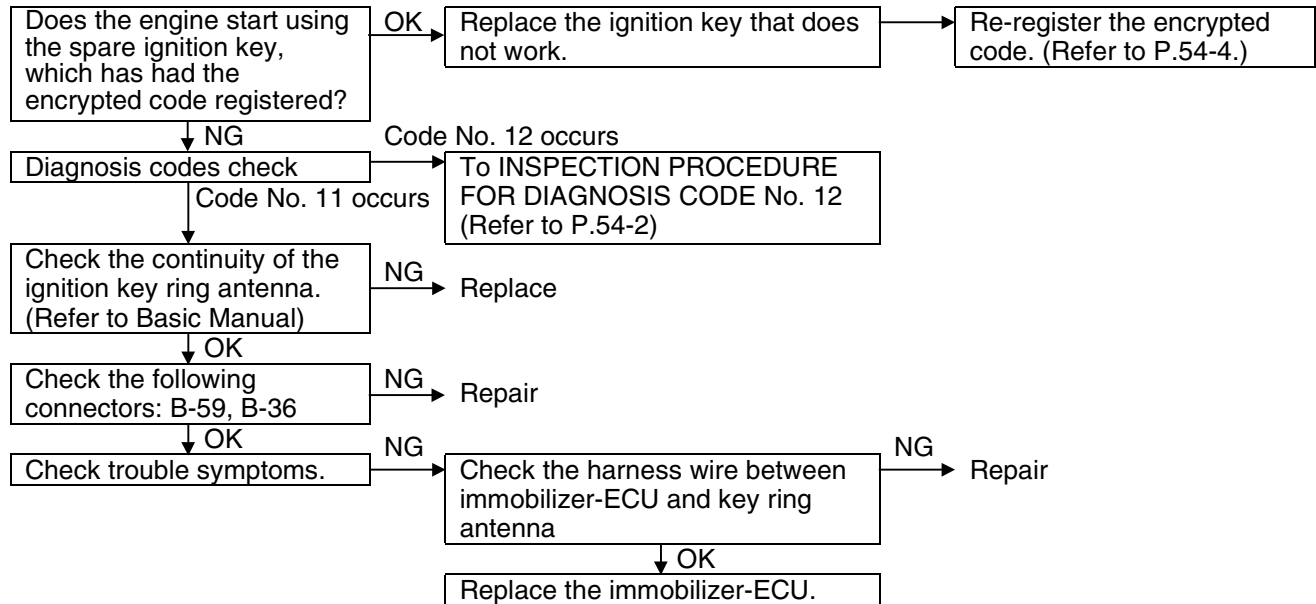 Does the engine start using
the spare ignition key,
which has had the
encrypted code registered?
OK
Replace the ignition key that does
not work.
Re-register the encrypted
code. (Refer to P.54-4.)
NG
Code No. 12 occurs
Diagnosis codes check
To INSPECTION PROCEDURE
FOR DIAGNOSIS CODE No. 12
(Refer to P.54-2)
Code No. 11 occurs
Check the continuity of the
ignition key ring antenna.
(Refer to Basic Manual)
NG
Replace
OK
Check the following
connectors: B-59, B-36
NG
Repair
OK
Check trouble symptoms.
NG
Check the harness wire between
immobilizer-ECU and key ring
antenna
NG
Repair
OK
Replace the immobilizer-ECU.